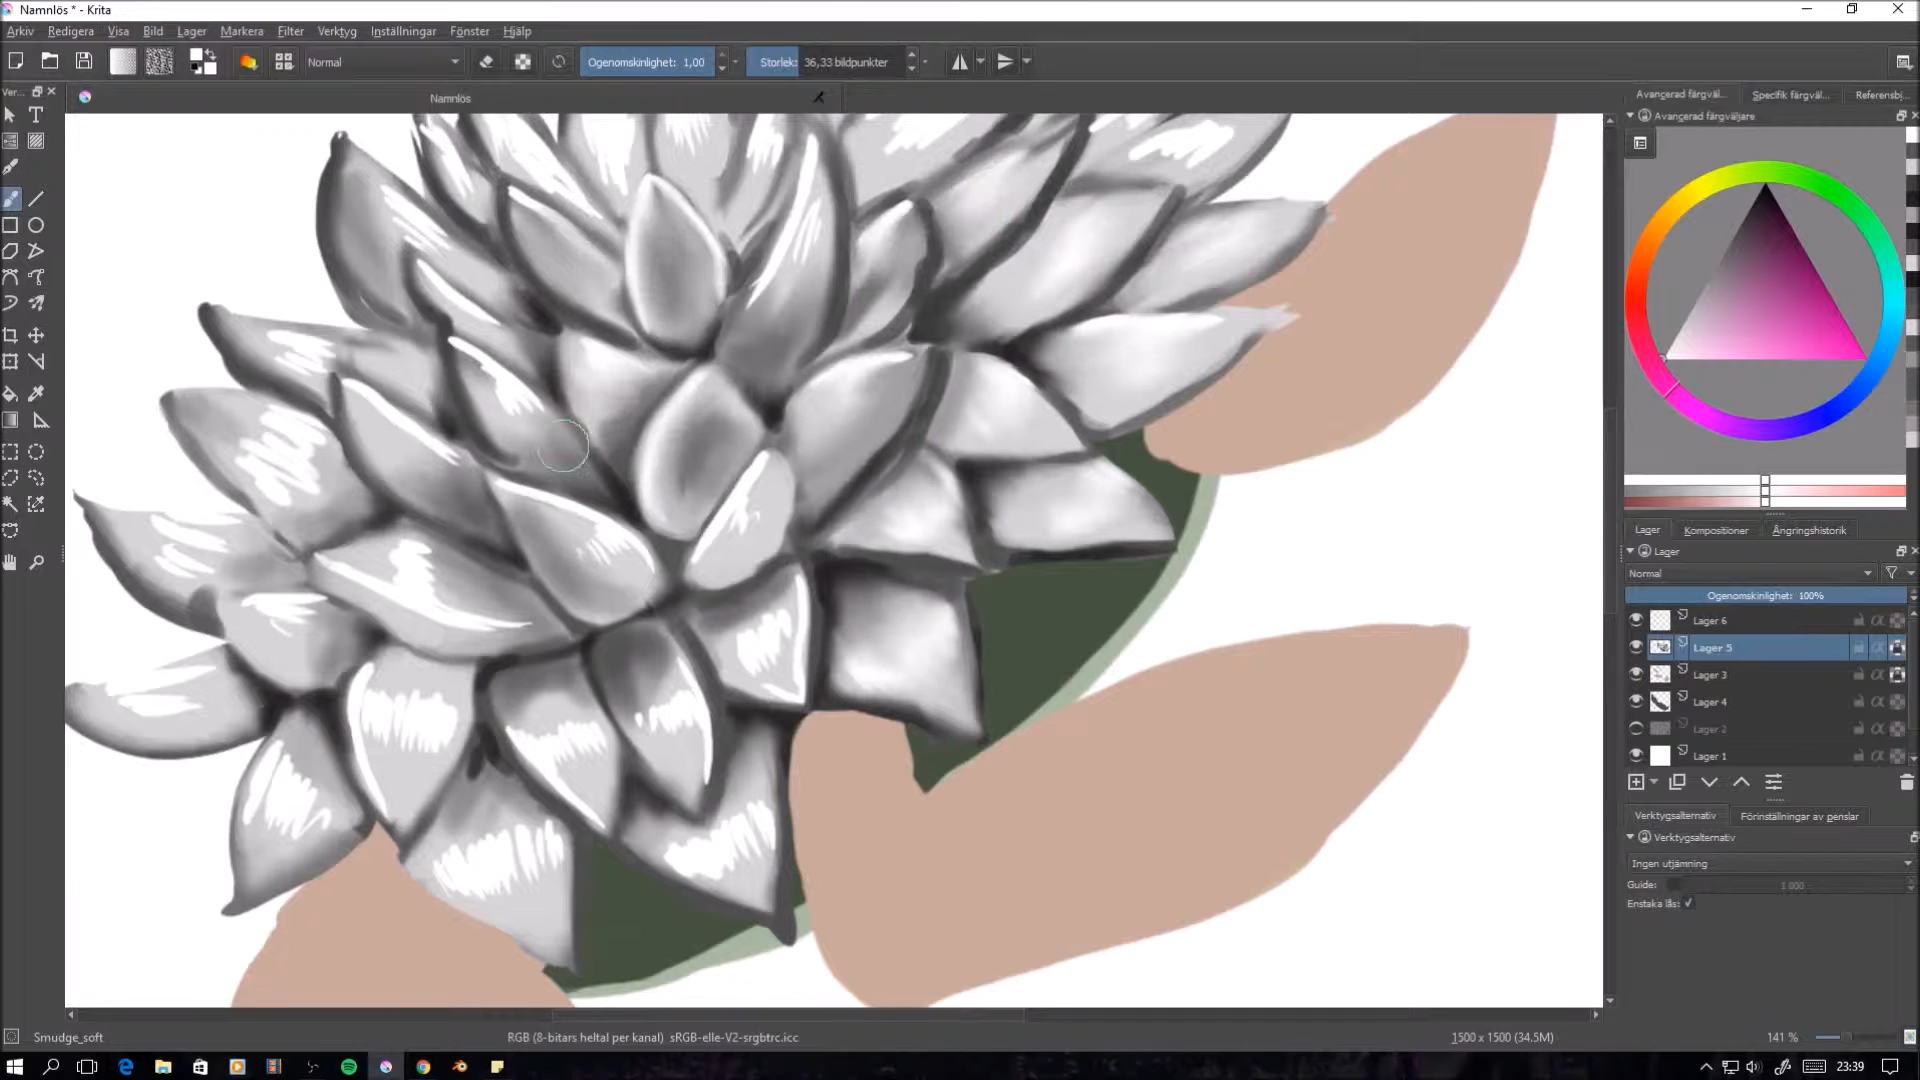 Namnlös * - Krita
Arkiv Redigera Visa Bild Lager Markera Filter Verktyg Inställningar Fönster Hjälp
Normal Ogenomskinlighet: 1,00 Storlek: 36,33 bildpunkter
Ver...
Namnlös
Avancerad färgväl... Specifik färgväl... Referensbj...
Avancerad färgväljare
Lager Kompositioner Ångringshistorik
Lager
Normal
Ogenomskinlighet: 100%
Lager 6
Lager 5
Lager 3
Lager 4
Lager 2
Lager 1
Verktygsalternativ Förinställningar av penslar
Verktygsalternativ
Ingen utjämning
Guide: 1 000
Enstaka lås:
Smudge_soft RGB (8-bitars heltal per kanal) sRGB-elle-V2-srgbtrc.icc 1500 x 1500 (34.5M) 141 %
23:39